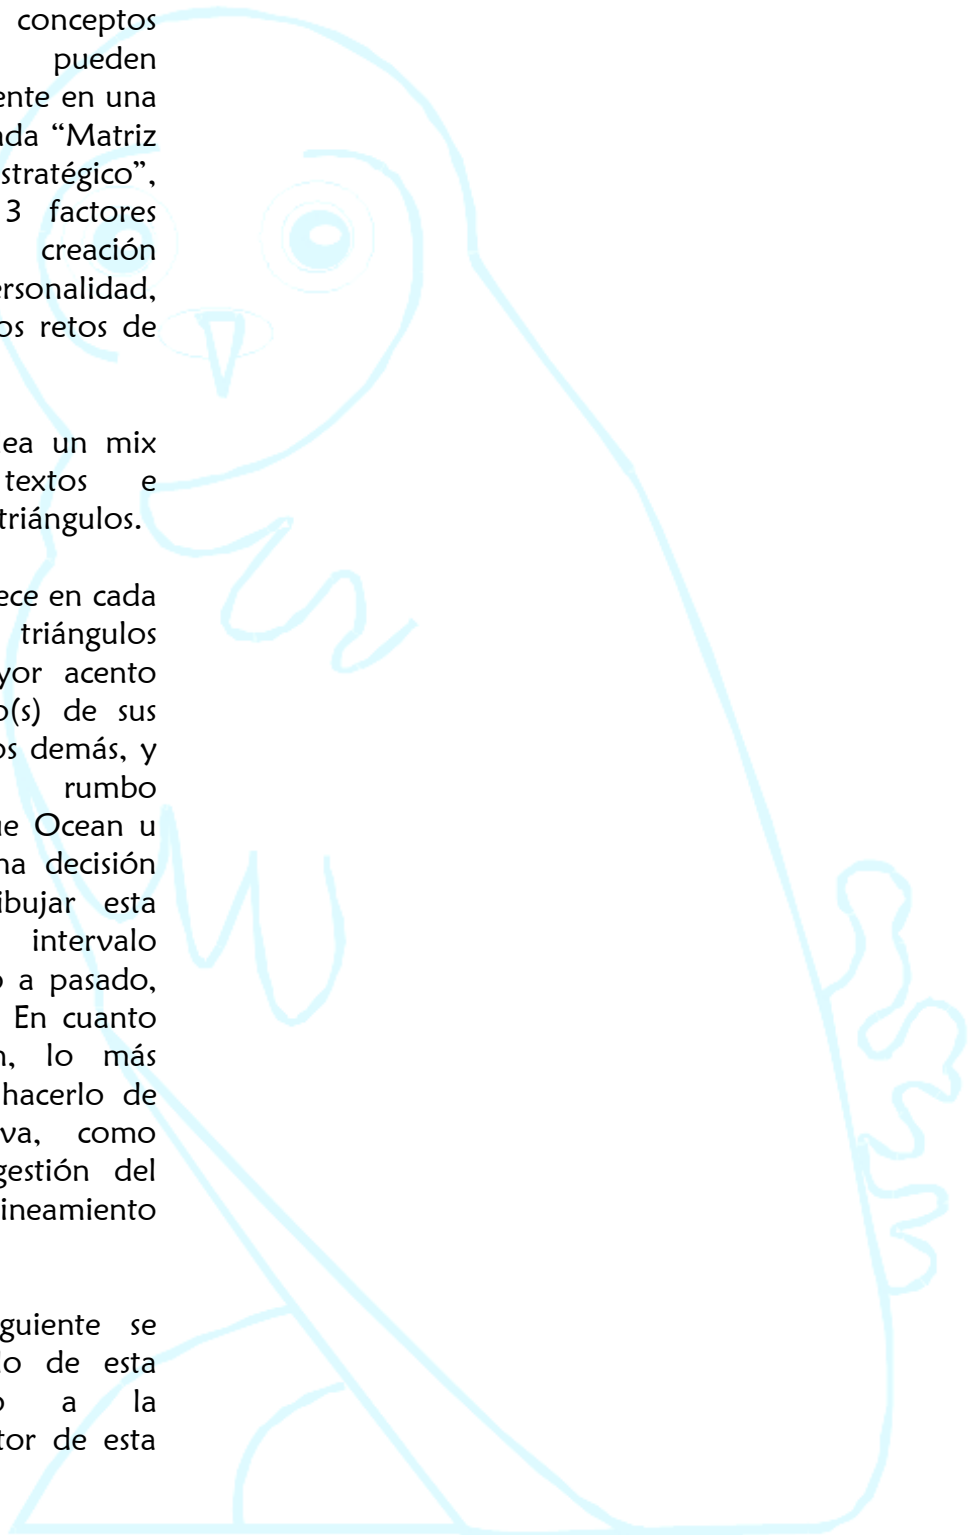 conceptos
pueden
ente en una
ada “Matriz
stratégico”,
3 factores
creación
ersonalidad,
os retos de
ea un mix
textos e
triángulos.
ece en cada
triángulos
yor acento
o(s) de sus
os demás, y
rumbo
ue Ocean u
na decisión
ibujar esta
intervalo
o a pasado,
En cuanto
n, lo más
hacerlo de
va, como
gestión del
ineamiento
guiente se
lo de esta
o a la
tor de esta